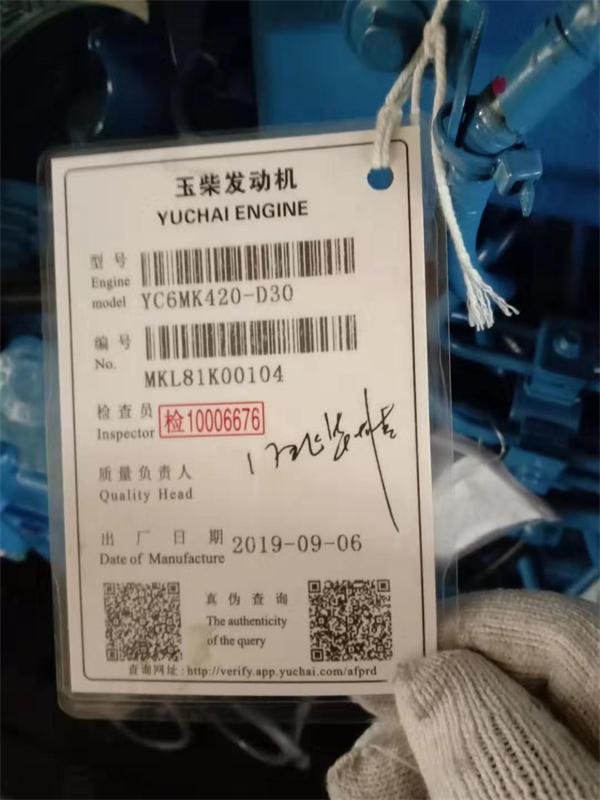 玉柴发动机
YUCHAI ENGINE
型号
Engine
model YC6MK420-D30
编号
No.
MKL81K00104
检查员
Inspector 检10006676
质量负责人
Quality Head
出厂日期
Date of Manufacture 2019-09-06
真伪查询
The authenticity
of the query
查询网址:http://verify.app.yuchai.com/afprd